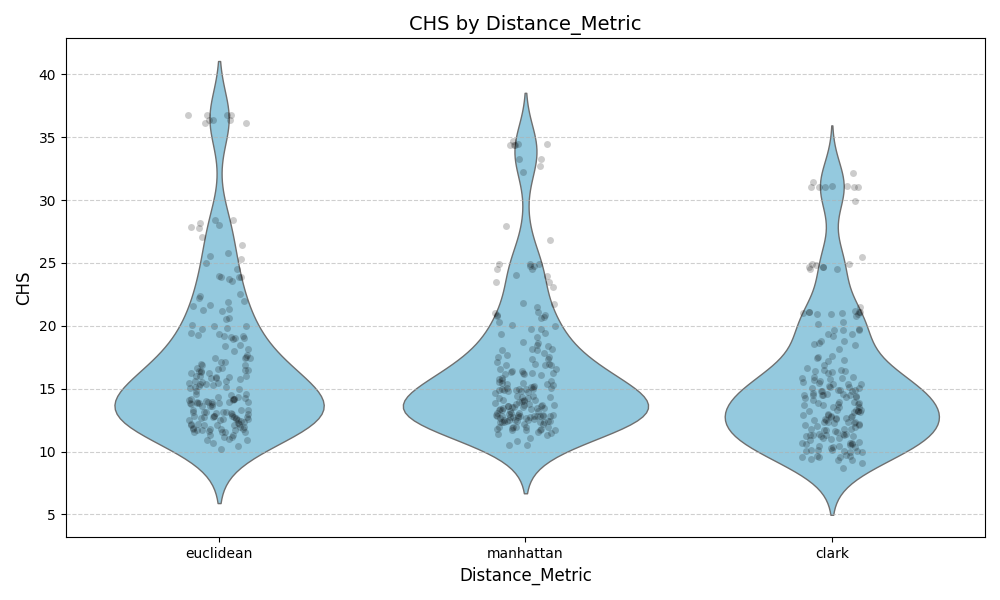 CHS by Distance_Metric
CHS
40
35
30
25
20
15
10
5
euclidean
manhattan
clark
Distance_Metric